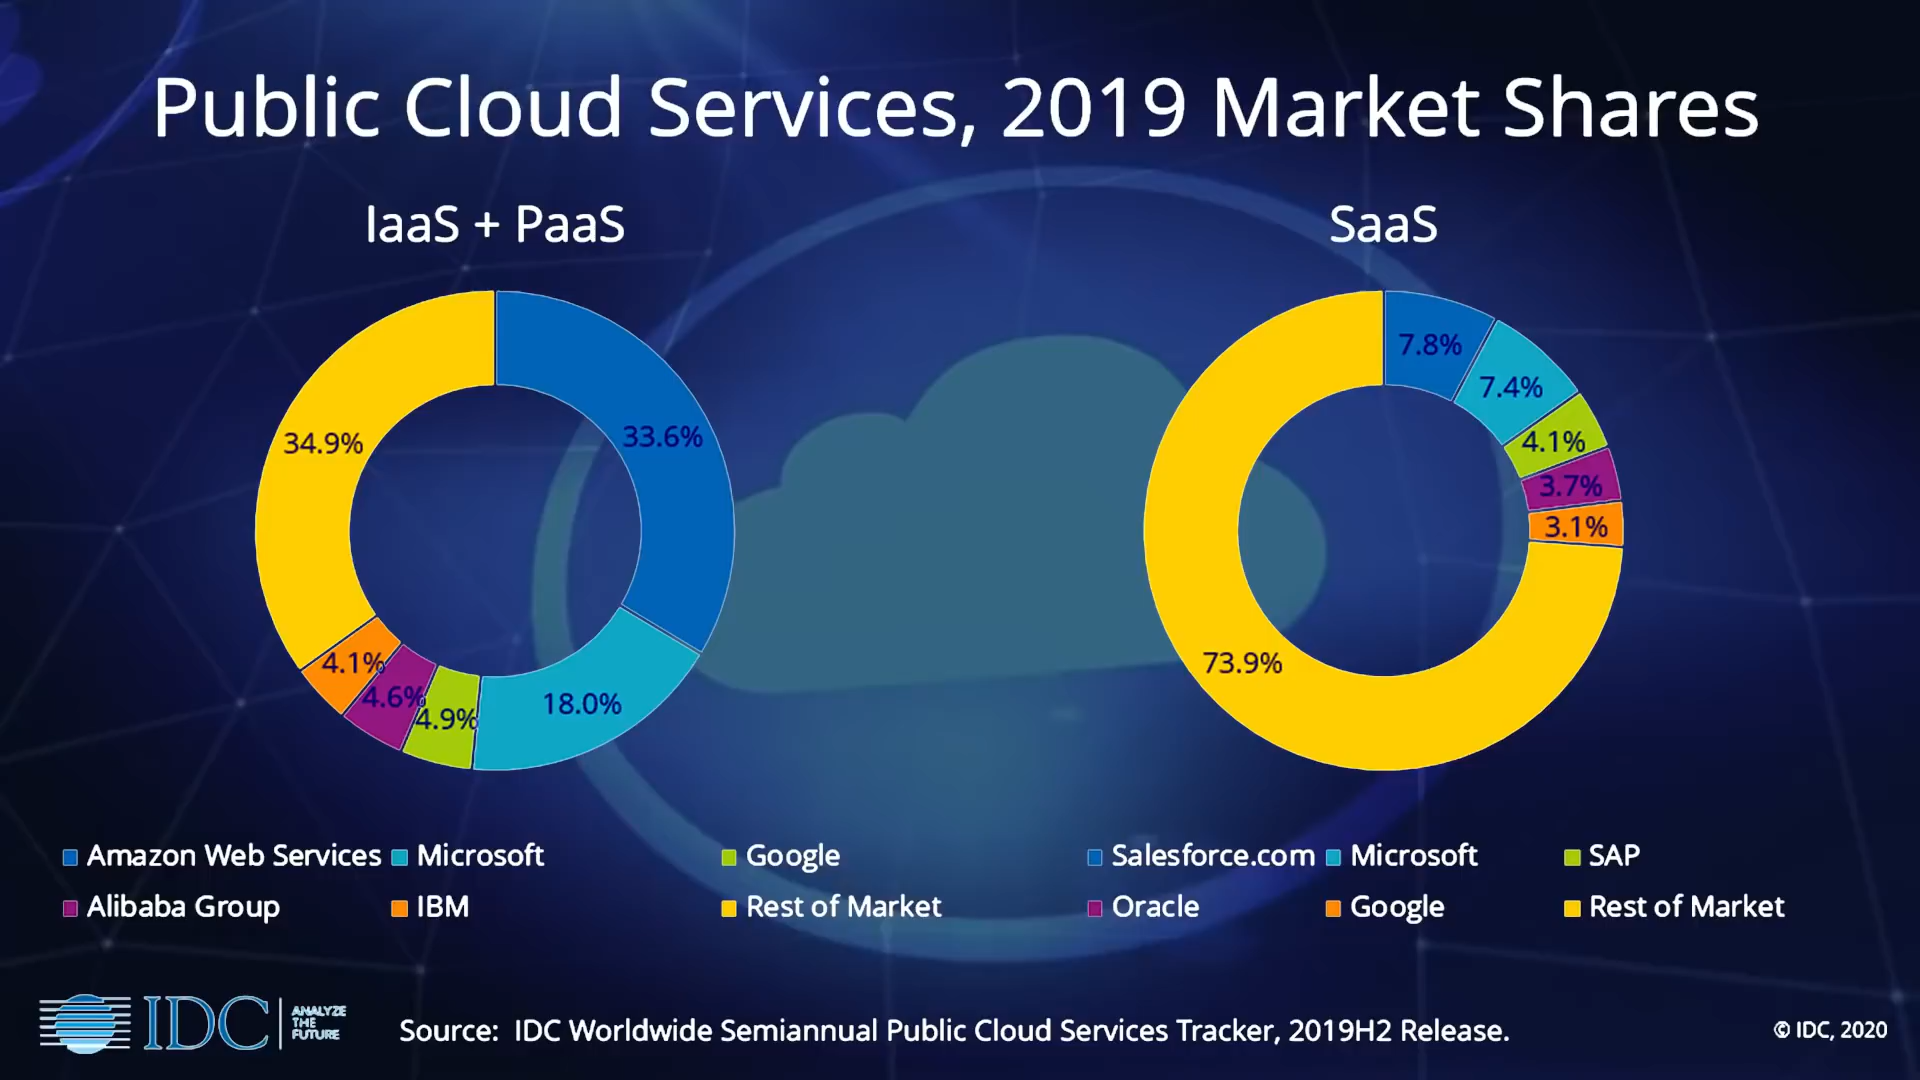 Public Cloud Services, 2019 Market Shares
IaaS + PaaS
33.6%
18.0%
4.9%
4.6%
4.1%
34.9%
Amazon Web Services Microsoft Google
Alibaba Group IBM Rest of Market
SaaS
7.8%
7.4%
4.1%
3.7%
3.1%
73.9%
Salesforce.com Microsoft SAP
Oracle Google Rest of Market
IDC
ANALYZE
THE
FUTURE
Source: IDC Worldwide Semiannual Public Cloud Services Tracker, 2019H2 Release.
© IDC, 2020